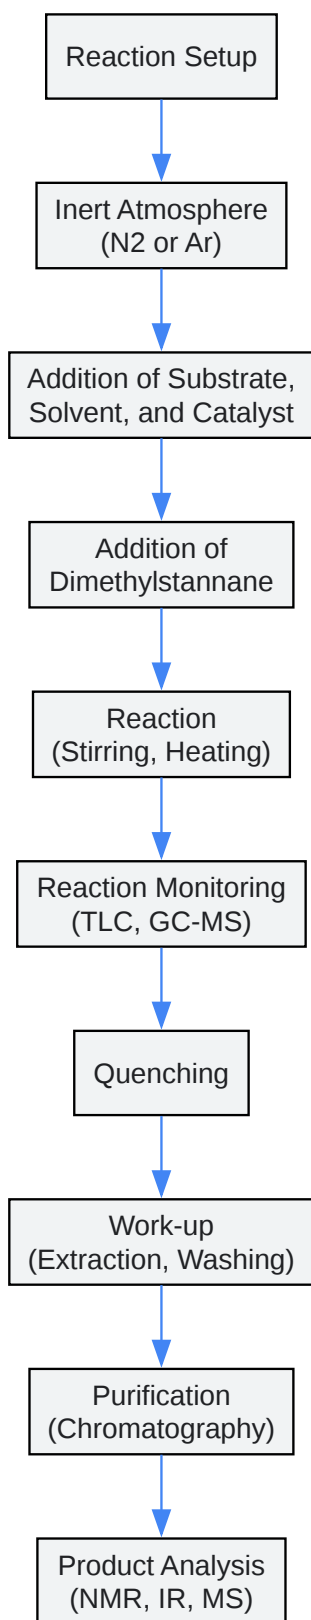 Reaction Setup
Inert Atmosphere
(N2 or Ar)
Addition of Substrate,
Solvent, and Catalyst
Addition of
Dimethylstannane
Reaction
(Stirring, Heating)
Reaction Monitoring
(TLC, GC-MS)
Quenching
Work-up
(Extraction, Washing)
Purification
(Chromatography)
Product Analysis
(NMR, IR, MS)